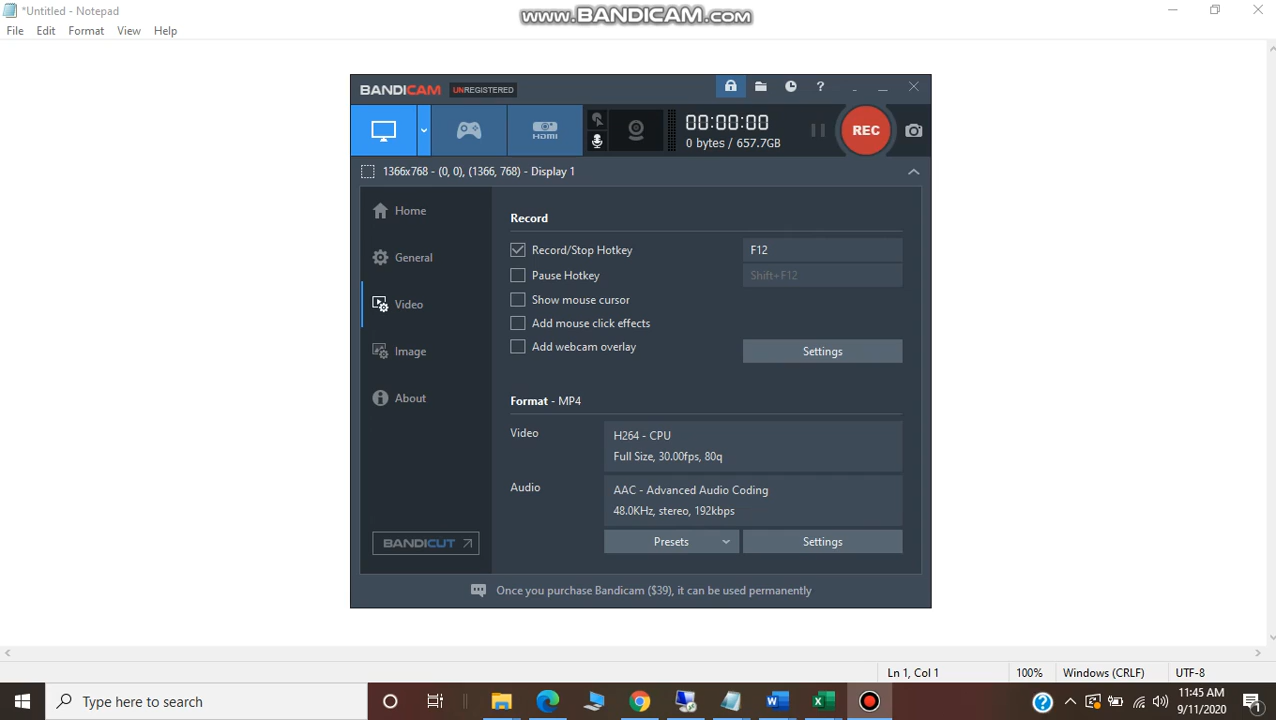 *Untitled - Notepad
www.BANDICAM.com
File Edit Format View Help
BANDICAM UNREGISTERED
?
HDMI
00:00:00
0 bytes / 657.7GB
REC
1366x768 - (0, 0), (1366, 768) - Display 1
Home
General
Video
Image
About
BANDICUT
Record
Record/Stop Hotkey F12
Pause Hotkey Shift+F12
Show mouse cursor
Add mouse click effects
Add webcam overlay Settings
Format - MP4
Video H264 - CPU
Full Size, 30.00fps, 80q
Audio AAC - Advanced Audio Coding
48.0KHz, stereo, 192kbps
Presets Settings
Once you purchase Bandicam ($39), it can be used permanently
Ln 1, Col 1 100% Windows (CRLF) UTF-8
Type here to search
11:45 AM
9/11/2020
1